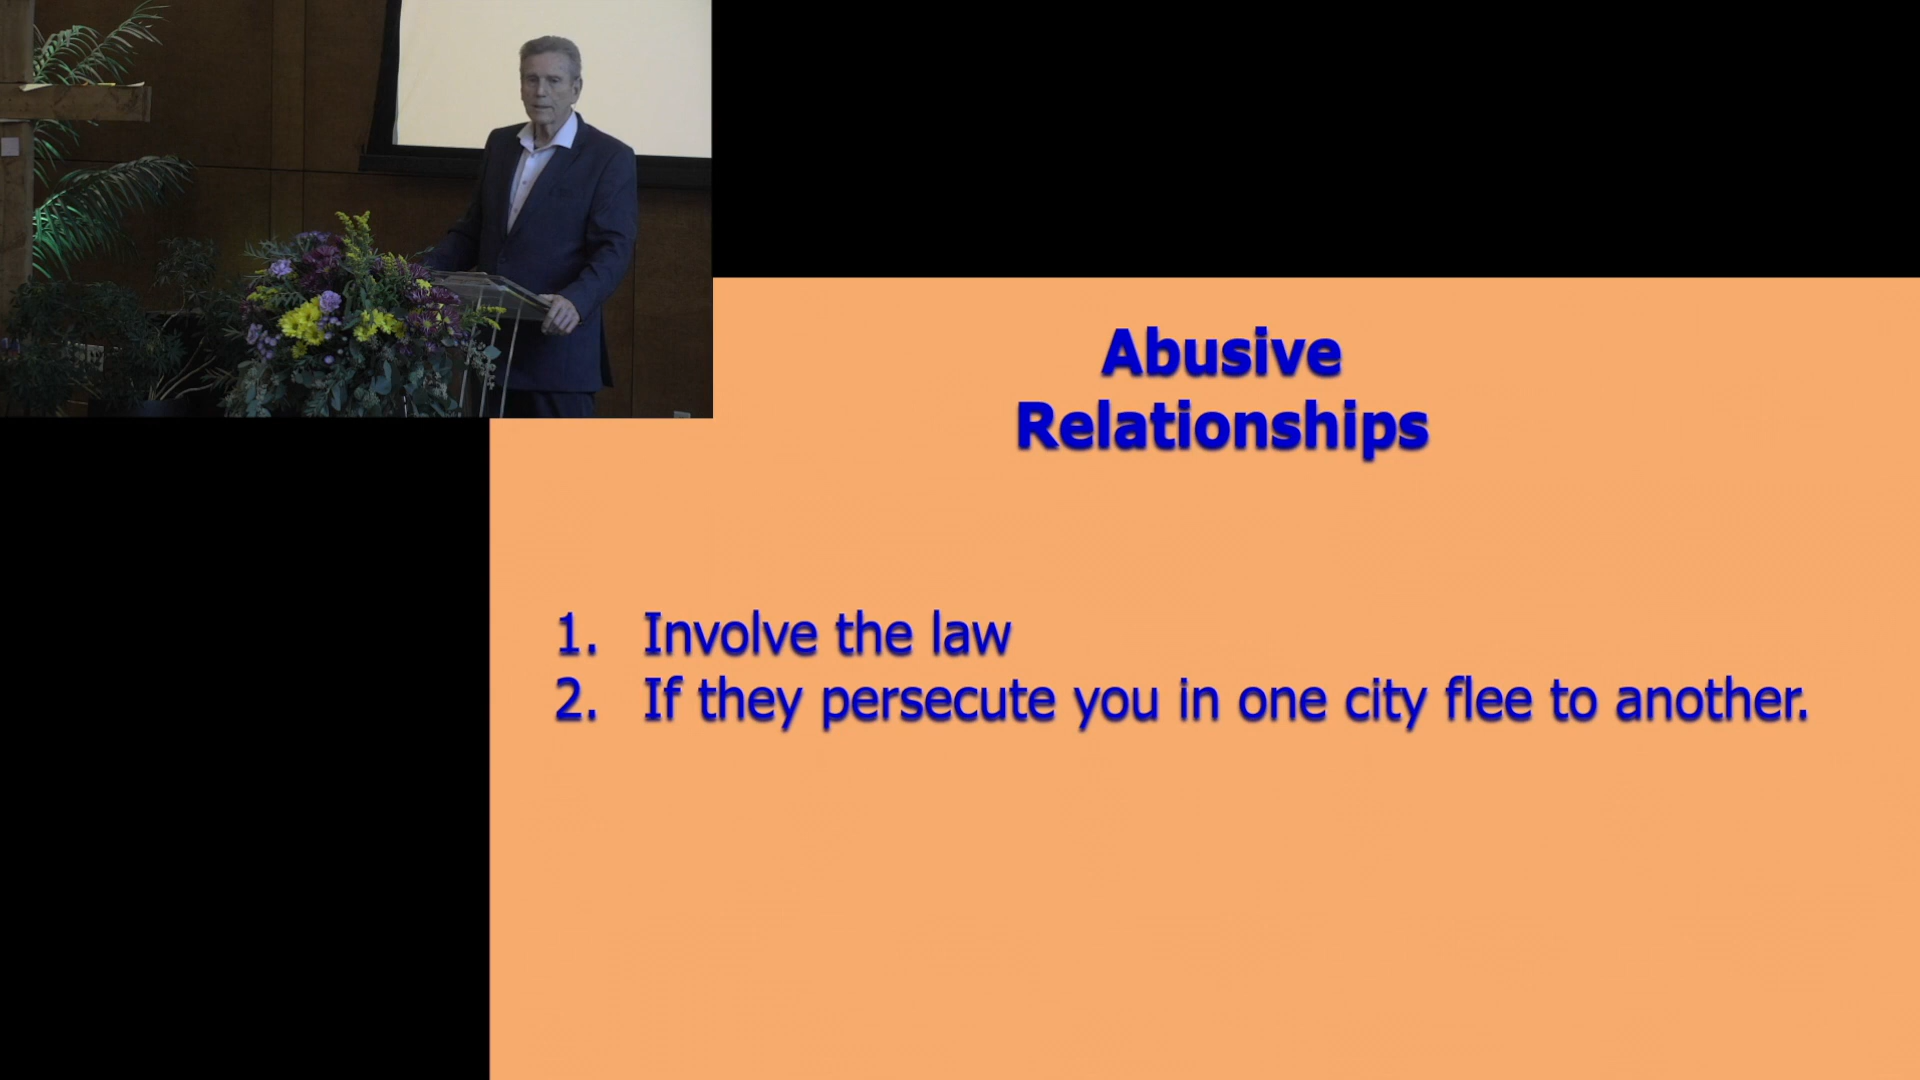 Abusive
Relationships
1. Involve the law
2. If they persecute you in one city flee to another.